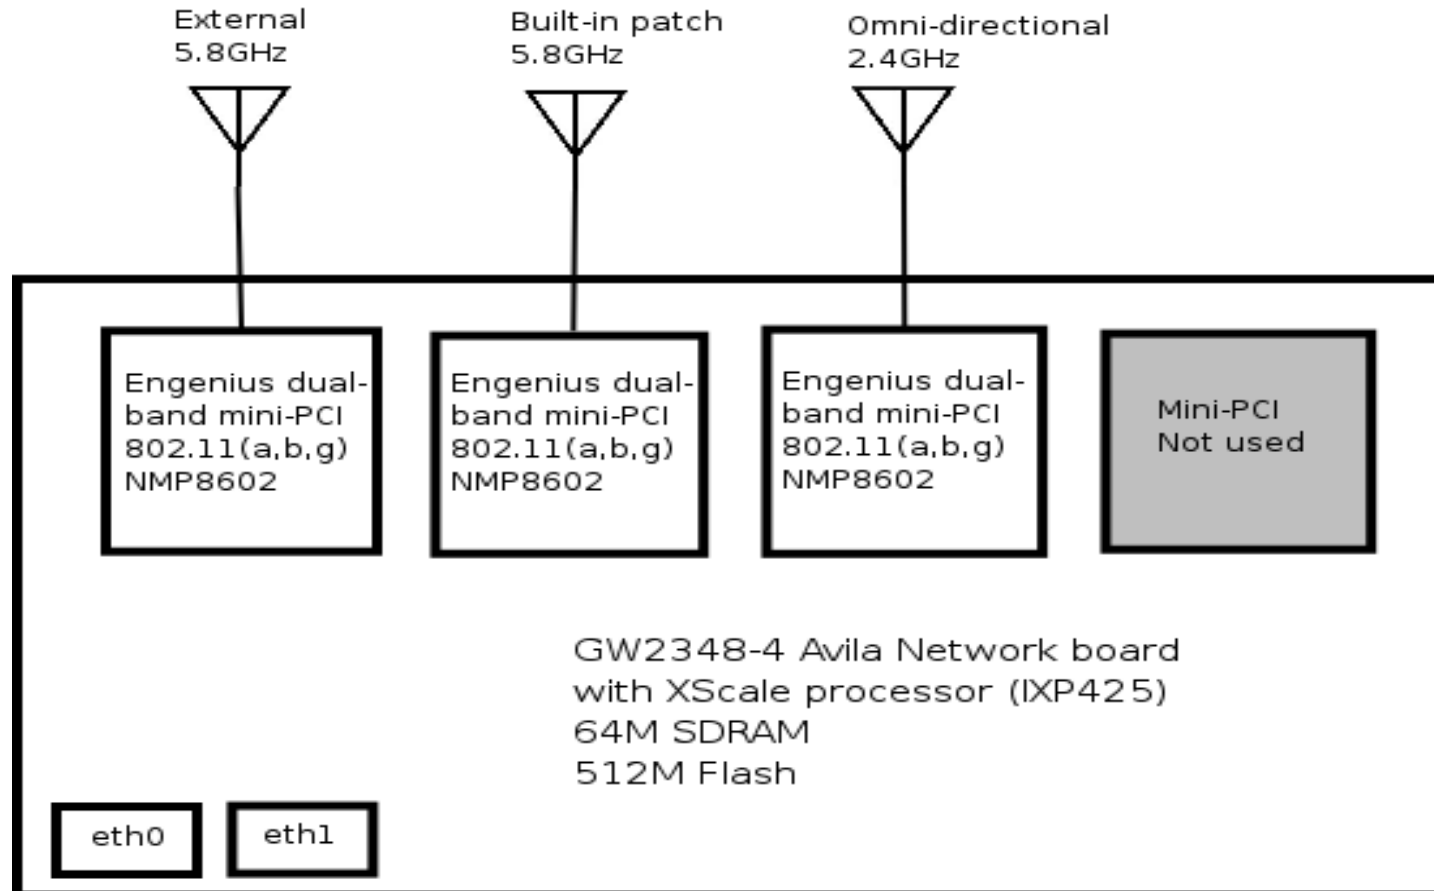 External
5.8GHz
Built-in patch
5.8GHz
Omni-directional
2.4GHz
Engenius dual-
band mini-PCI
802.11(a,b,g)
NMP8602
Engenius dual-
band mini-PCI
802.11(a,b,g)
NMP8602
Engenius dual-
band mini-PCI
802.11(a,b,g)
NMP8602
Mini-PCI
Not used
GW2348-4 Avila Network board
with XScale processor (IXP425)
64M SDRAM
512M Flash
eth0
eth1